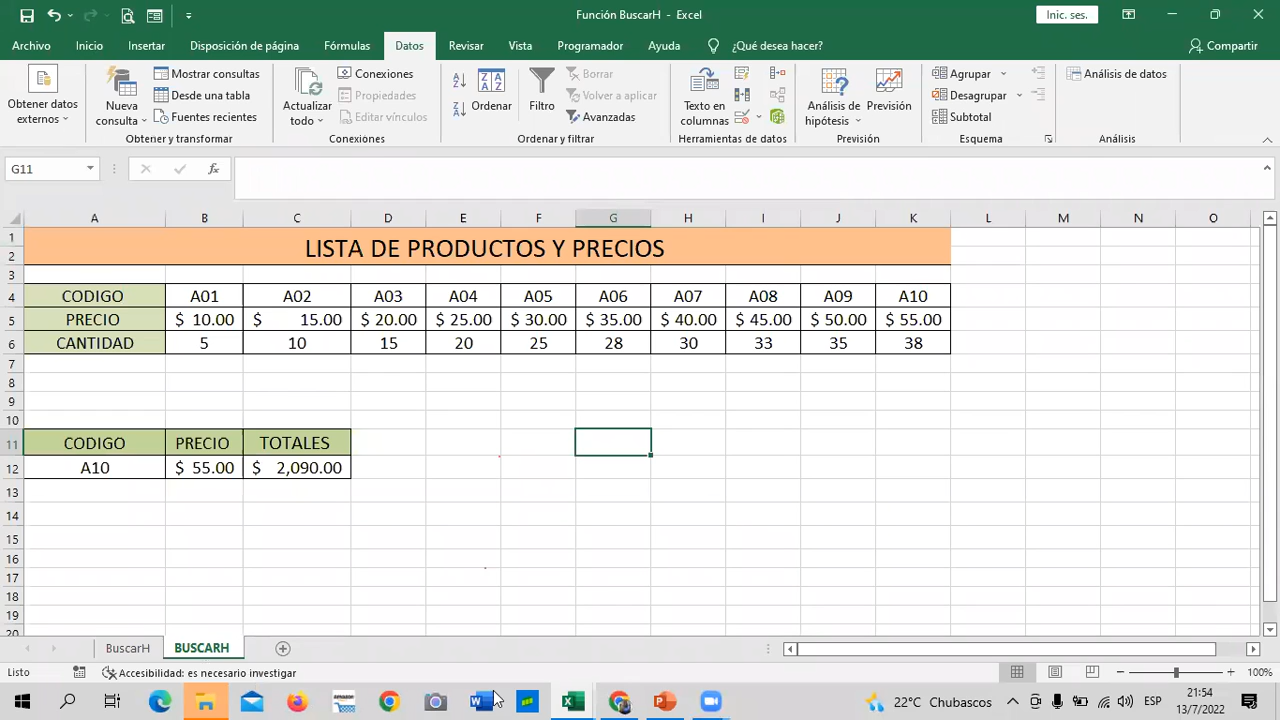 Función BuscarH - Excel
Inic. ses.
Archivo Inicio Insertar Disposición de página Fórmulas Datos Revisar Vista Programador Ayuda ¿Qué desea hacer? Compartir
Obtener datos externos
Nueva consulta
Mostrar consultas
Desde una tabla
Fuentes recientes
Obtener y transformar
Actualizar todo
Conexiones
Propiedades
Editar vínculos
Conexiones
Ordenar
Filtro
Borrar
Volver a aplicar
Avanzadas
Ordenar y filtrar
Texto en columnas
Herramientas de datos
Análisis de hipótesis
Previsión
Previsión
Agrupar
Desagrupar
Subtotal
Esquema
Análisis de datos
Análisis
G11 fx
A B C D E F G H I J K L M N O
1
LISTA DE PRODUCTOS Y PRECIOS
2
3
4 CODIGO A01 A02 A03 A04 A05 A06 A07 A08 A09 A10
5 PRECIO $ 10.00 $ 15.00 $ 20.00 $ 25.00 $ 30.00 $ 35.00 $ 40.00 $ 45.00 $ 50.00 $ 55.00
6 CANTIDAD 5 10 15 20 25 28 30 33 35 38
7
8
9
10
11 CODIGO PRECIO TOTALES
12 A10 $ 55.00 $ 2,090.00
13
14
15
16
17
18
19
20
BuscarH BUSCARH
Listo Accesibilidad: es necesario investigar 100%
22°C Chubascos ESP 21:54
13/7/2022